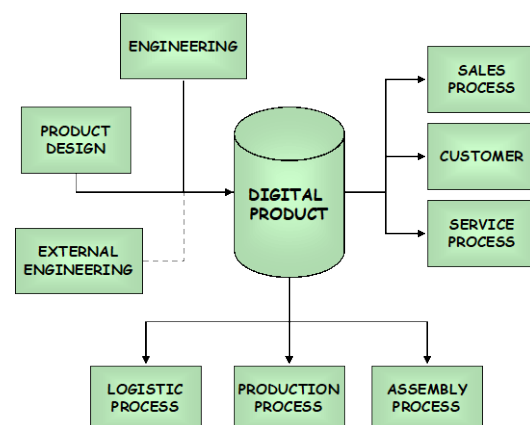 ENGINEERING
PRODUCT
DESIGN
EXTERNAL
ENGINEERING
DIGITAL
PRODUCT
SALES
PROCESS
CUSTOMER
SERVICE
PROCESS
LOGISTIC
PROCESS
PRODUCTION
PROCESS
ASSEMBLY
PROCESS